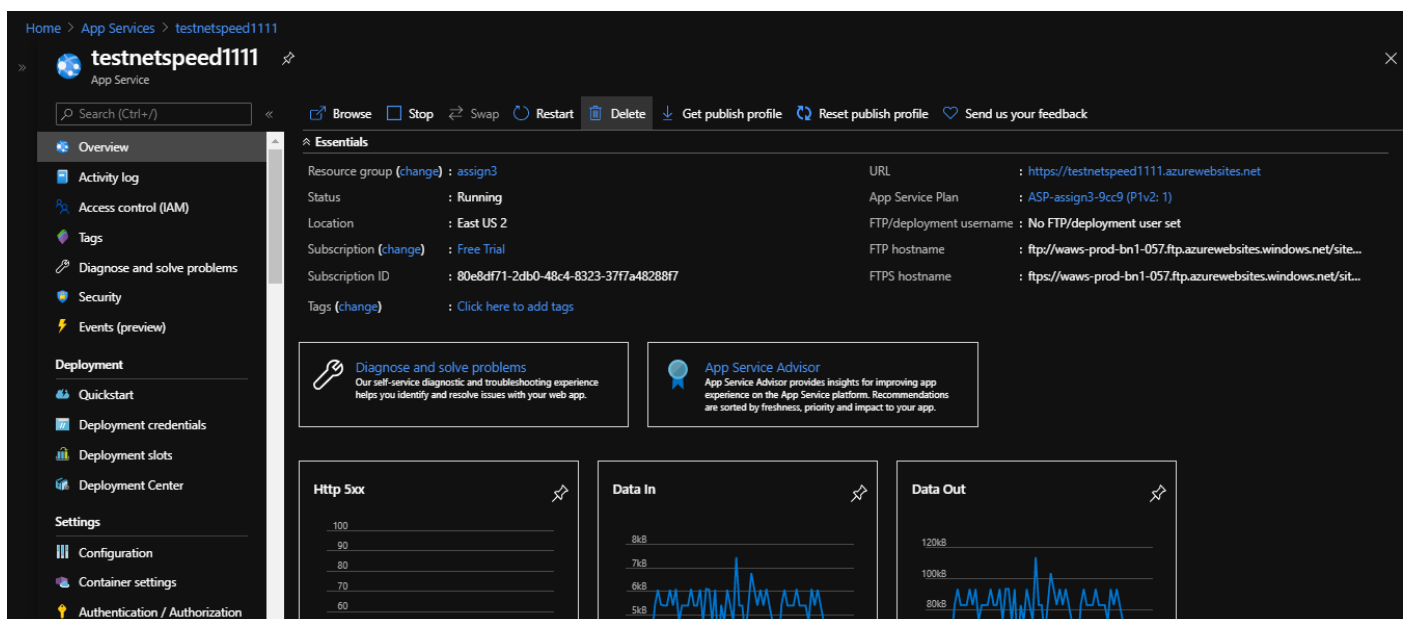 Home > App Services > testnetspeed1111
testnetspeed1111
App Service
Search (Ctrl+/)
Overview
Activity log
Access control (IAM)
Tags
Diagnose and solve problems
Security
Events (preview)
Deployment
Quickstart
Deployment credentials
Deployment slots
Deployment Center
Settings
Configuration
Container settings
Authentication / Authorization
Browse Stop Swap Restart Delete Get publish profile Reset publish profile Send us your feedback
Essentials
Resource group (change) : assign3
Status : Running
Location : East US 2
Subscription (change) : Free Trial
Subscription ID : 80e8df71-2db0-48c4-8323-37f7a48288f7
Tags (change) : Click here to add tags
URL : https://testnetspeed1111.azurewebsites.net
App Service Plan : ASP-assign3-9cc9 (P1v2: 1)
FTP/deployment username : No FTP/deployment user set
FTP hostname : ftp://waws-prod-bn1-057.ftp.azurewebsites.windows.net/site...
FTPS hostname : ftps://waws-prod-bn1-057.ftp.azurewebsites.windows.net/sit...
Diagnose and solve problems
Our self-service diagnostic and troubleshooting experience
helps you identify and resolve issues with your web app.
App Service Advisor
App Service Advisor provides insights for improving app
experience on the App Service platform. Recommendations
are sorted by freshness, priority and impact to your app.
Http 5xx
100
90
80
70
60
Data In
8kB
7kB
6kB
5kB
Data Out
120kB
100kB
80kB